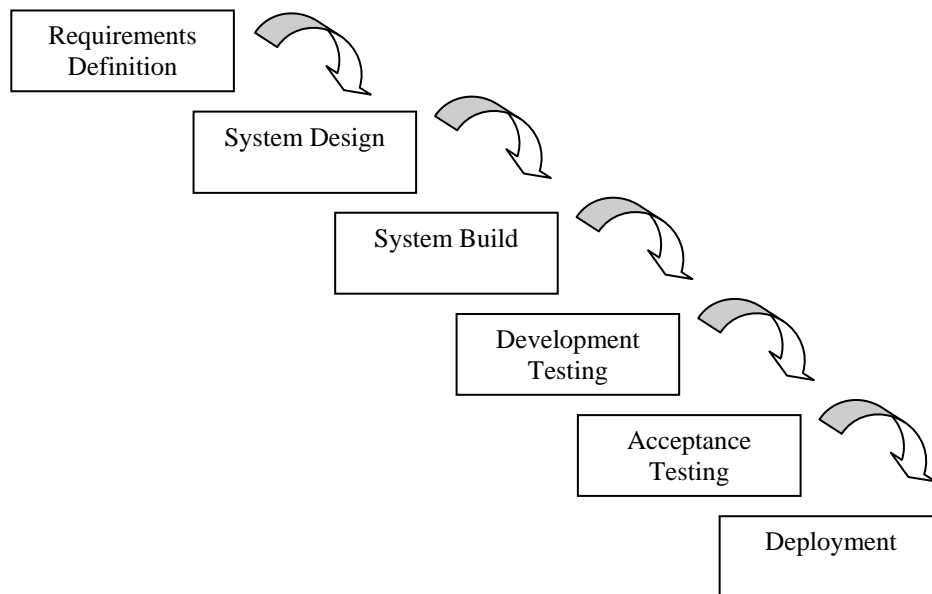 Requirements
Definition
System Design
System Build
Development
Testing
Acceptance
Testing
Deployment